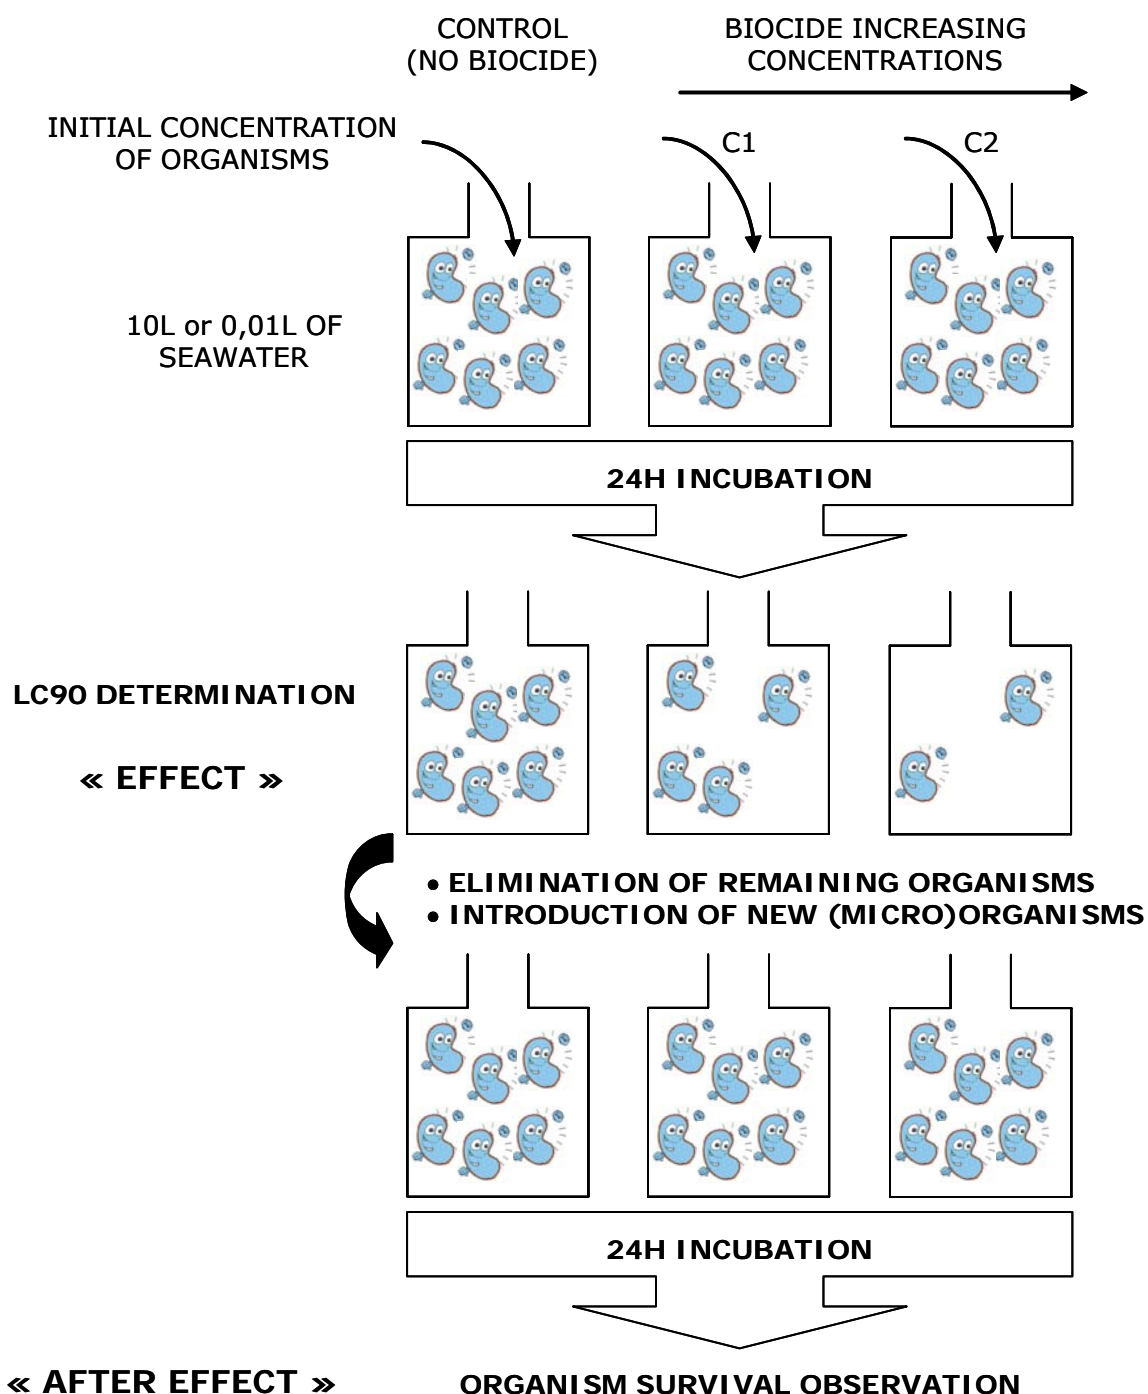 CONTROL
(NO BIOCIDE)
BIOCIDE INCREASING
CONCENTRATIONS
INITIAL CONCENTRATION
OF ORGANISMS
C1
C2
10L or 0,01L OF
SEAWATER
24H INCUBATION
LC90 DETERMINATION
« EFFECT »
• ELIMINATION OF REMAINING ORGANISMS
• INTRODUCTION OF NEW (MICRO)ORGANISMS
24H INCUBATION
« AFTER EFFECT »
ORGANISM SURVIVAL OBSERVATION